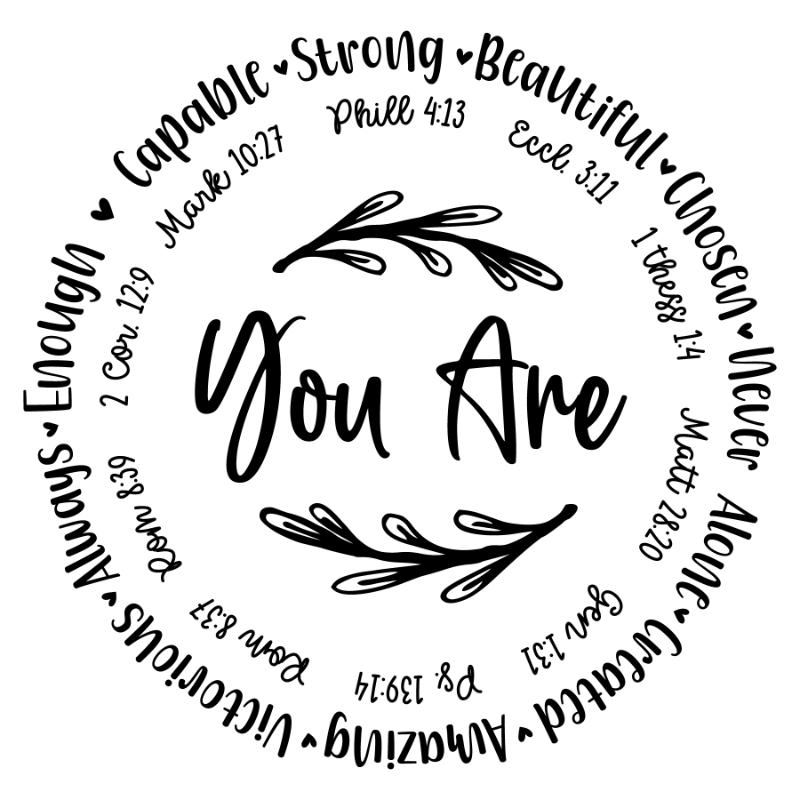 You Are
Strong ♥ Beautiful ♥ Chosen ♥ Never Alone ♥ Created ♥ Amazing ♥ Victorious ♥ Always ♥ Enough ♥ Capable ♥
Phill 4:13
Eccl. 3:11
1 thess 1:4
Matt 28:20
Gen 1:31
Ps. 139:14
Rom 8:37
Rom 8:39
2 Cor. 12:9
Mark 10:27